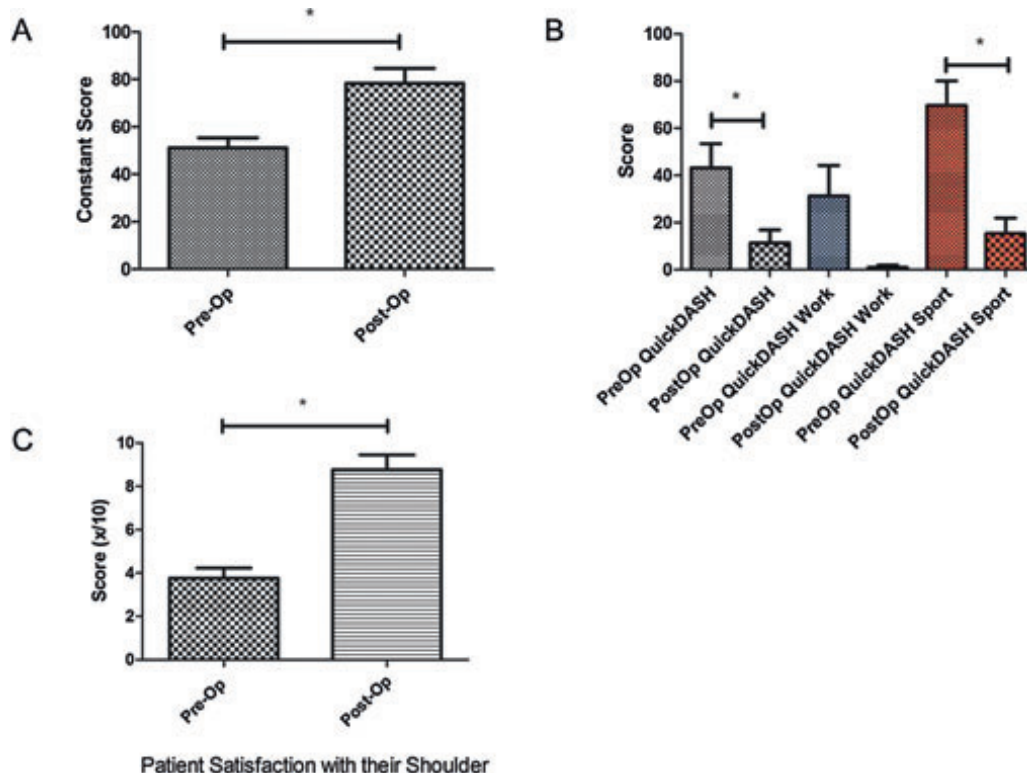 A
*
100
80
60
40
20
0
Constant Score
Pre-Op
Post-Op
B
*
*
100
80
60
40
20
0
Score
PreOp QuickDASH
PostOp QuickDASH
PreOp QuickDASH Work
PostOp QuickDASH Work
PreOp QuickDASH Sport
PostOp QuickDASH Sport
C
*
10
8
6
4
2
0
Score (x/10)
Pre-Op
Post-Op
Patient Satisfaction with their Shoulder